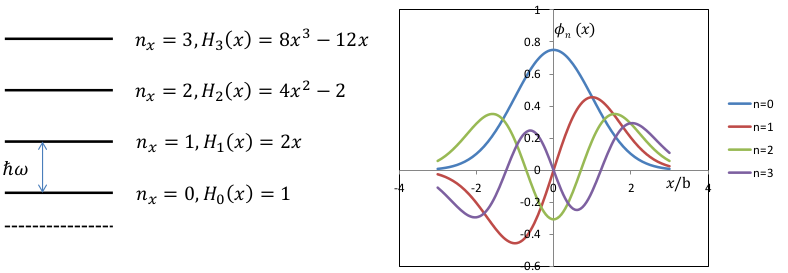 n_x = 3, H_3(x) = 8x^3 − 12x
n_x = 2, H_2(x) = 4x^2 − 2
n_x = 1, H_1(x) = 2x
ħω
n_x = 0, H_0(x) = 1
1
ϕ_n (x)
0.8
0.6
0.4
0.2
0
-0.2
-0.4
-0.6
-4
-2
0
2
4
x/b
n=0
n=1
n=2
n=3